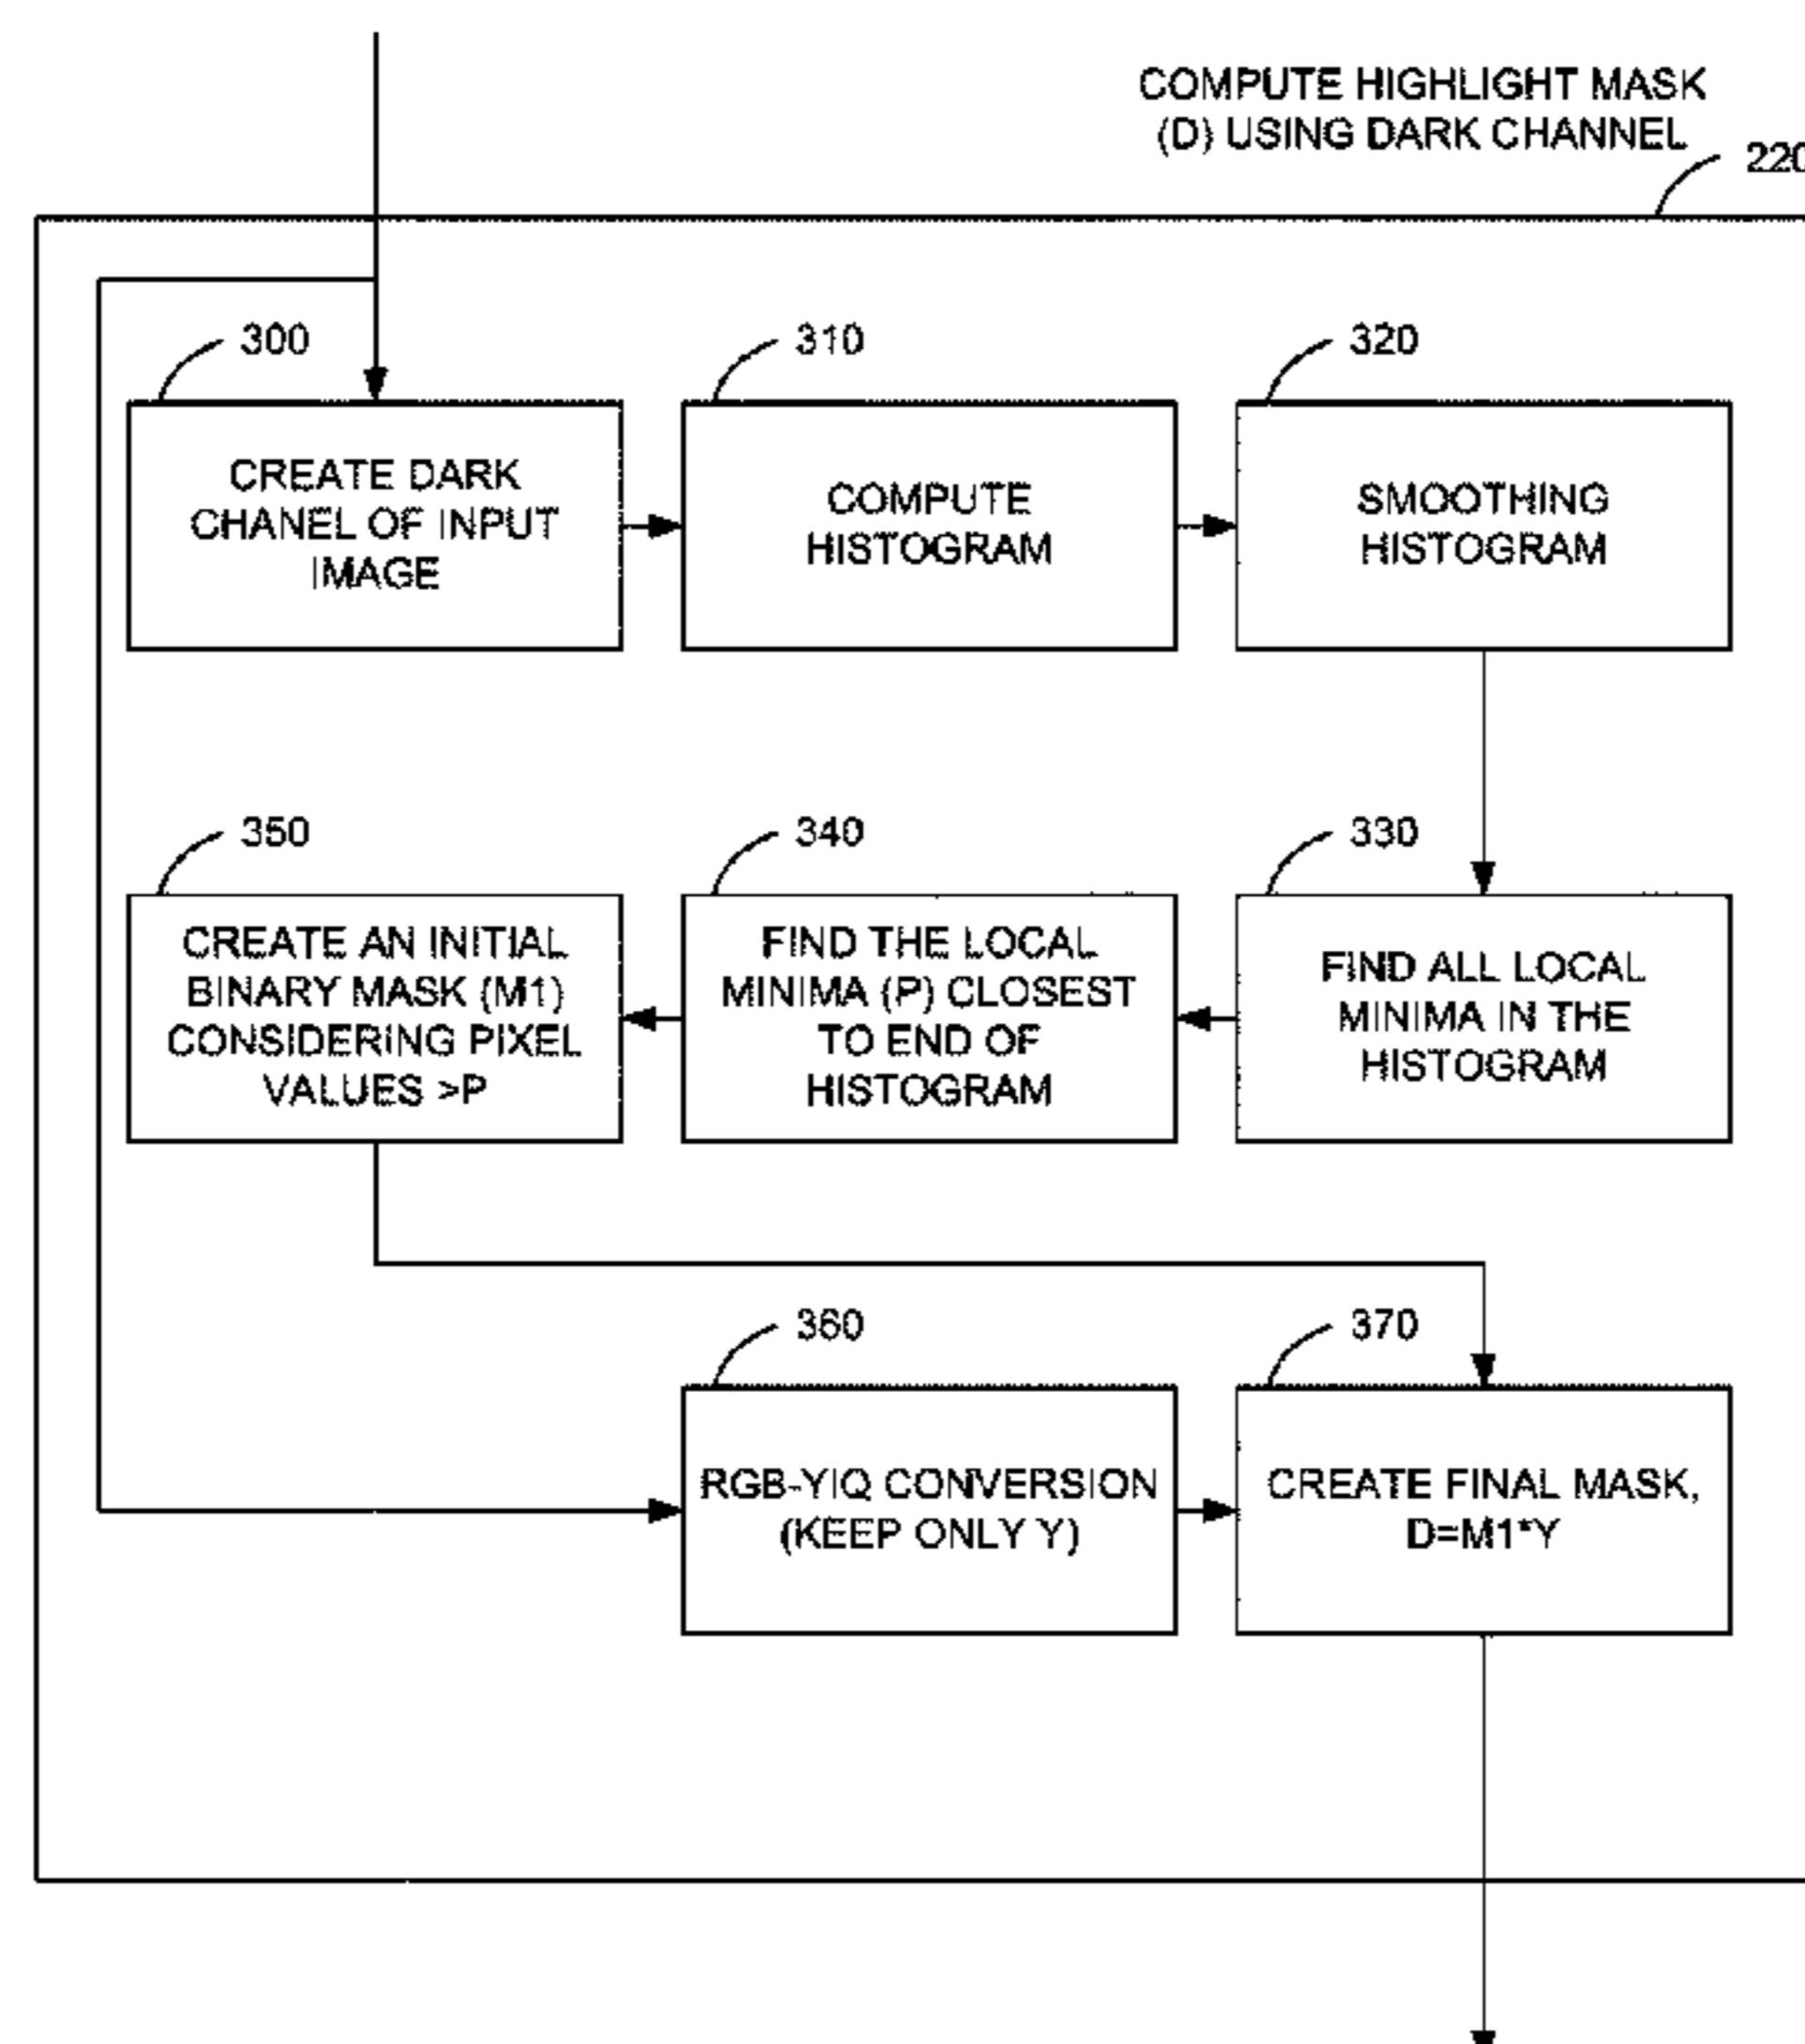 COMPUTE HIGHLIGHT MASK
(D) USING DARK CHANNEL
220
300
310
320
CREATE DARK
CHANEL OF INPUT
IMAGE
COMPUTE
HISTOGRAM
SMOOTHING
HISTOGRAM
350
340
330
CREATE AN INITIAL
BINARY MASK (M1)
CONSIDERING PIXEL
VALUES >P
FIND THE LOCAL
MINIMA (P) CLOSEST
TO END OF
HISTOGRAM
FIND ALL LOCAL
MINIMA IN THE
HISTOGRAM
360
370
RGB-YIQ CONVERSION
(KEEP ONLY Y)
CREATE FINAL MASK,
D=M1*Y